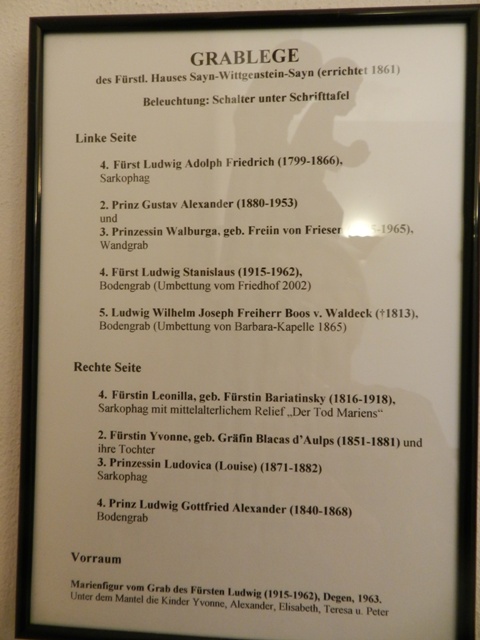 GRABLEGE
des Fürstl. Hauses Sayn-Wittgenstein-Sayn (errichtet 1861)
Beleuchtung: Schalter unter Schrifttafel
Linke Seite
4. Fürst Ludwig Adolph Friedrich (1799-1866),
Sarkophag
2. Prinz Gustav Alexander (1880-1953)
und
3. Prinzessin Walburga, geb. Freiin von Friesen -1965),
Wandgrab
4. Fürst Ludwig Stanislaus (1915-1962),
Bodengrab (Umbettung vom Friedhof 2002)
5. Ludwig Wilhelm Joseph Freiherr Boos v. Waldeck (†1813),
Bodengrab (Umbettung von Barbara-Kapelle 1865)
Rechte Seite
4. Fürstin Leonilla, geb. Fürstin Bariatinsky (1816-1918),
Sarkophag mit mittelalterlichem Relief „Der Tod Mariens“
2. Fürstin Yvonne, geb. Gräfin Blacas d'Aulps (1851-1881) und
ihre Tochter
3. Prinzessin Ludovica (Louise) (1871-1882)
Sarkophag
4. Prinz Ludwig Gottfried Alexander (1840-1868)
Bodengrab
Vorraum
Marienfigur vom Grab des Fürsten Ludwig (1915-1962), Degen, 1963.
Unter dem Mantel die Kinder Yvonne, Alexander, Elisabeth, Teresa u. Peter